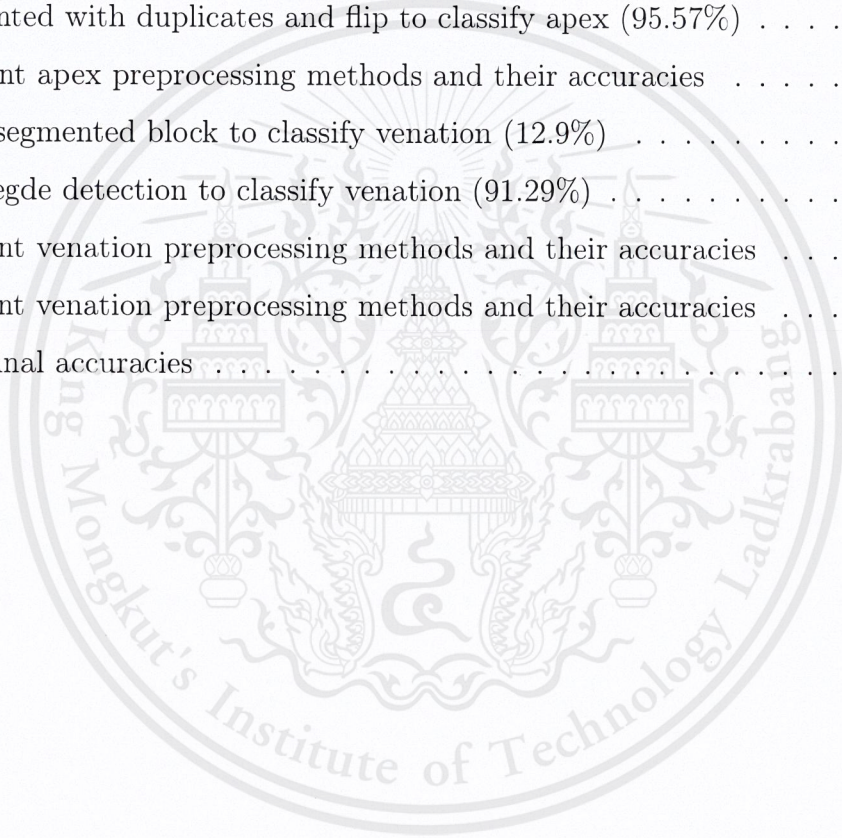 nted with duplicates and flip to classify apex (95.57%) . . . .
nt apex preprocessing methods and their accuracies . . . . .
segmented block to classify venation (12.9%) . . . . . . . . .
egde detection to classify venation (91.29%) . . . . . . . . . .
nt venation preprocessing methods and their accuracies . . .
nt venation preprocessing methods and their accuracies . . .
nal accuracies . . . . . . . . . . . . . . . . . . . . . . . . . .
King Mongkut's Institute of Technology Ladkrabang